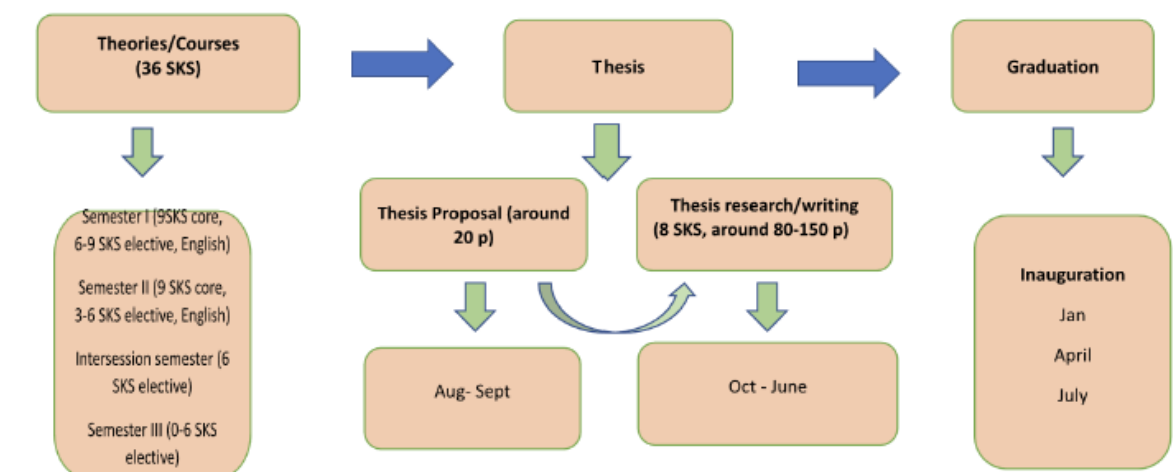 Theories/Courses
(36 SKS)
Thesis
Graduation
Semester I (9SKS core,
6-9 SKS elective, English)
Semester II (9 SKS core,
3-6 SKS elective, English)
Intersession semester (6
SKS elective)
Semester III (0-6 SKS
elective)
Thesis Proposal (around
20 p)
Thesis research/writing
(8 SKS, around 80-150 p)
Aug- Sept
Oct - June
Inauguration
Jan
April
July